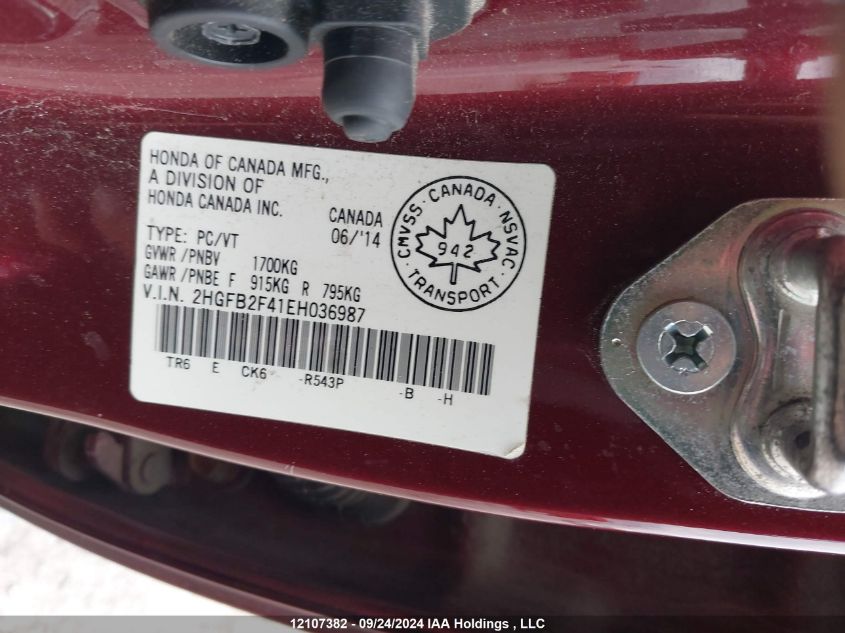 HONDA OF CANADA MFG.,
A DIVISION OF
HONDA CANADA INC.
CANADA
06/'14
TYPE: PC/VT
GVWR /PNBV 1700KG
GAWR /PNBE F 915KG R 795KG
V.I.N. 2HGFB2F41EH036987
TR6 E CK6 -R543P -B -H
CMVSS · CANADA · NSVAC
942
· TRANSPORT ·
12107382 - 09/24/2024 IAA Holdings , LLC